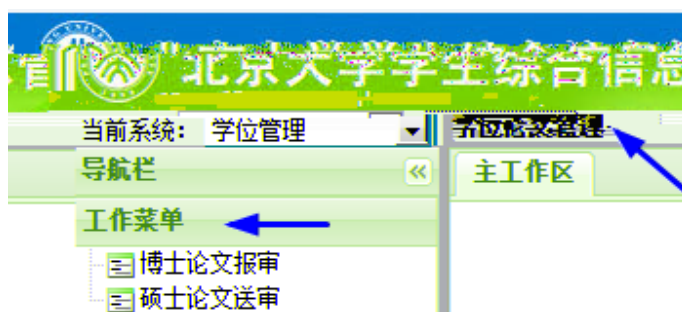 北京大学学生综合信息
当前系统： 学位管理
导航栏
主工作区
工作菜单
博士论文报审
硕士论文送审